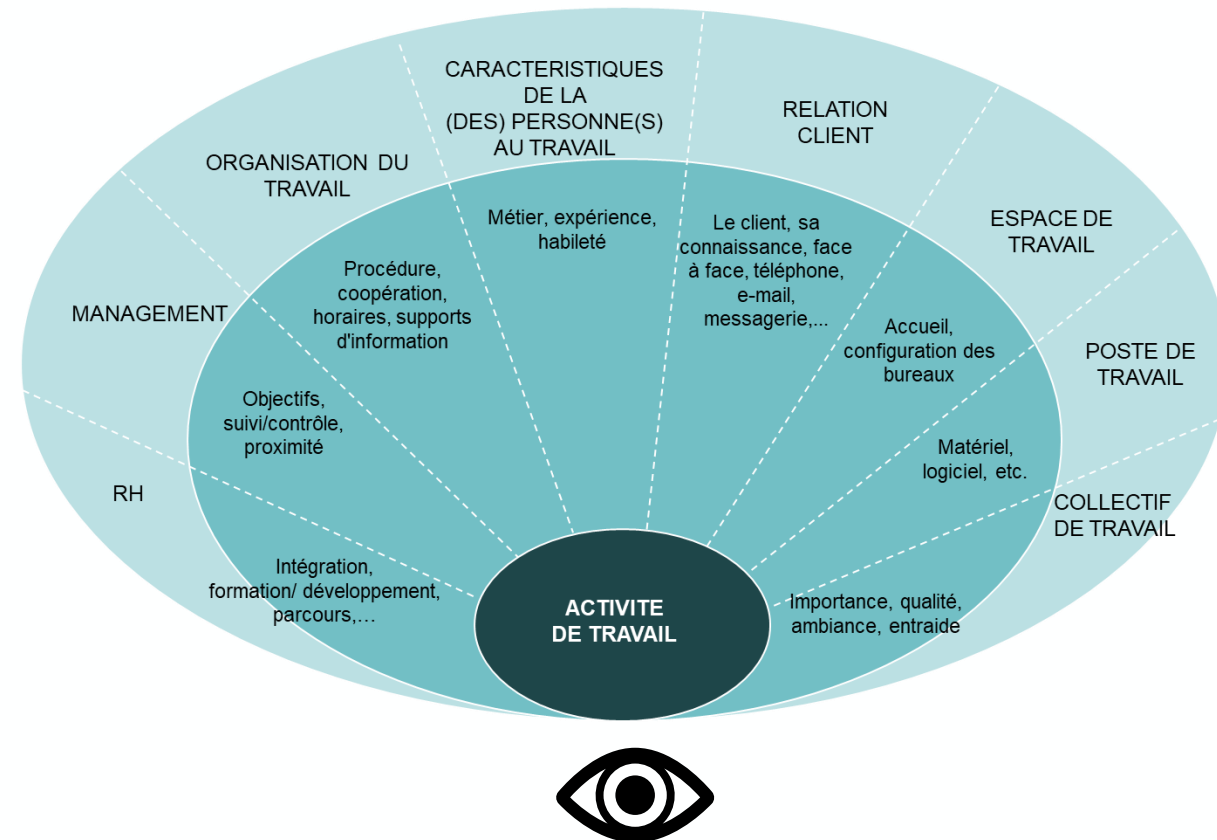 CARACTERISTIQUES
DE LA
(DES) PERSONNE(S)
AU TRAVAIL
RELATION
CLIENT
ORGANISATION DU
TRAVAIL
ESPACE DE
TRAVAIL
MANAGEMENT
POSTE DE
TRAVAIL
RH
COLLECTIF
DE TRAVAIL
Métier, expérience,
habileté
Le client, sa
connaissance, face
à face, téléphone,
e-mail,
messagerie,...
Procédure,
coopération,
horaires, supports
d'information
Accueil,
configuration des
bureaux
Objectifs,
suivi/contrôle,
proximité
Matériel,
logiciel, etc.
Intégration,
formation/ développement,
parcours,…
Importance, qualité,
ambiance, entraide
ACTIVITE
DE TRAVAIL